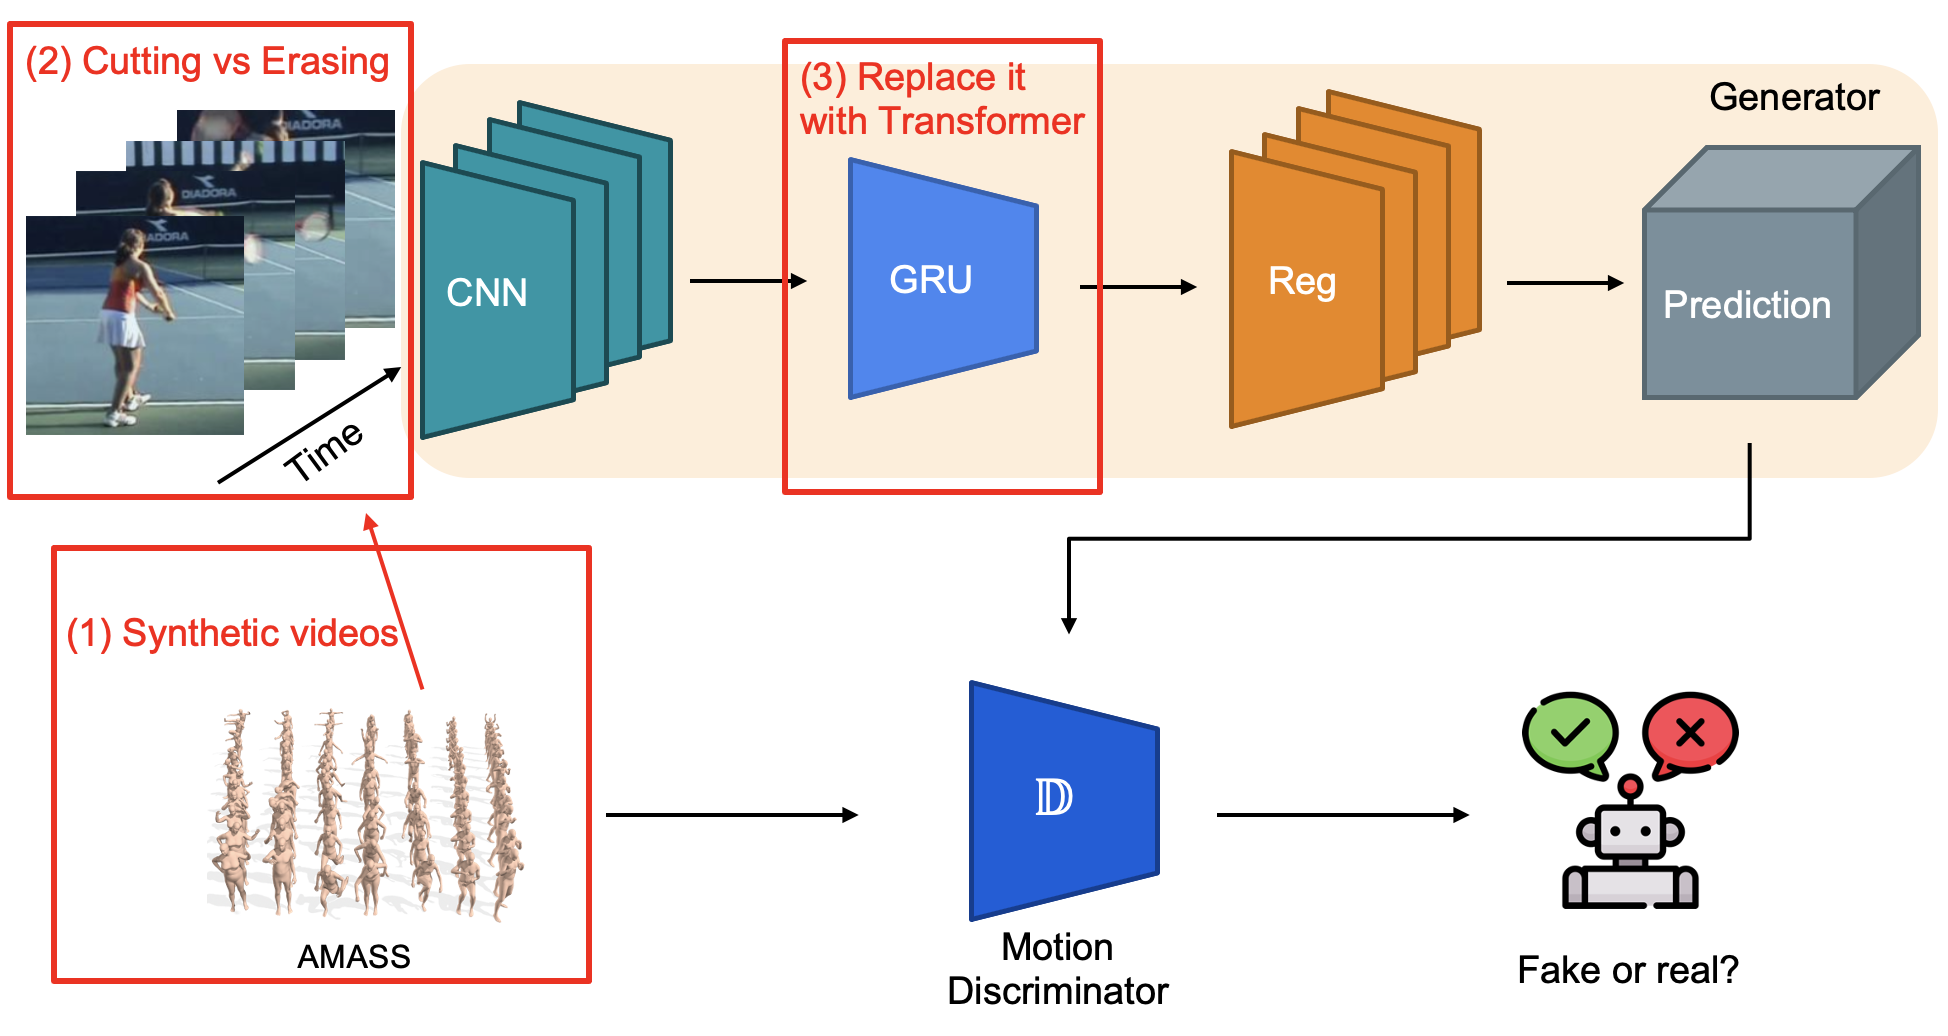 (2) Cutting vs Erasing
(3) Replace it
with Transformer
Generator
DIADORA
DIADORA
ADORA
CNN
GRU
Reg
Prediction
Time
(1) Synthetic videos
AMASS
𝔻
Motion
Discriminator
Fake or real?